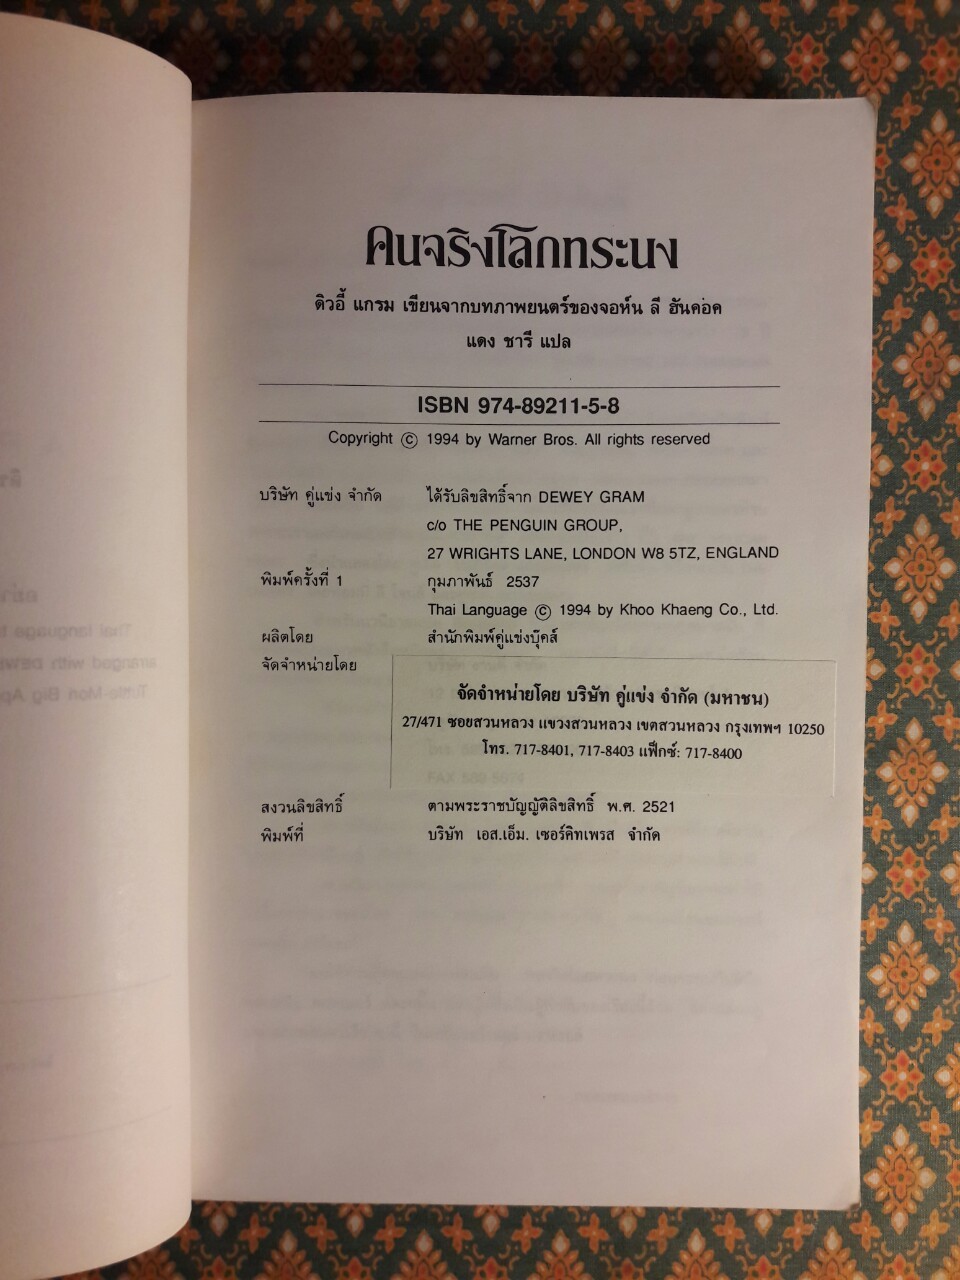 คนจริงโลกทระนง
ดิวอี้ แกรม เขียนจากบทภาพยนตร์ของจอห์น ลี ฮันค่อค
แดง ชารี แปล
ISBN 974-89211-5-8
Copyright © 1994 by Warner Bros. All rights reserved
บริษัท คู่แข่ง จำกัด ได้รับลิขสิทธิ์จาก DEWEY GRAM
c/o THE PENGUIN GROUP,
27 WRIGHTS LANE, LONDON W8 5TZ, ENGLAND
พิมพ์ครั้งที่ 1 กุมภาพันธ์ 2537
Thai Language © 1994 by Khoo Khaeng Co., Ltd.
ผลิตโดย สำนักพิมพ์คู่แข่งบุ๊คส์
จัดจำหน่ายโดย
จัดจำหน่ายโดย บริษัท คู่แข่ง จำกัด (มหาชน)
27/471 ซอยสวนหลวง แขวงสวนหลวง เขตสวนหลวง กรุงเทพฯ 10250
โทร. 717-8401, 717-8403 แฟ็กซ์: 717-8400
สงวนลิขสิทธิ์ ตามพระราชบัญญัติลิขสิทธิ์ พ.ศ. 2521
พิมพ์ที่ บริษัท เอส.เอ็ม. เซอร์คิทเพรส จำกัด